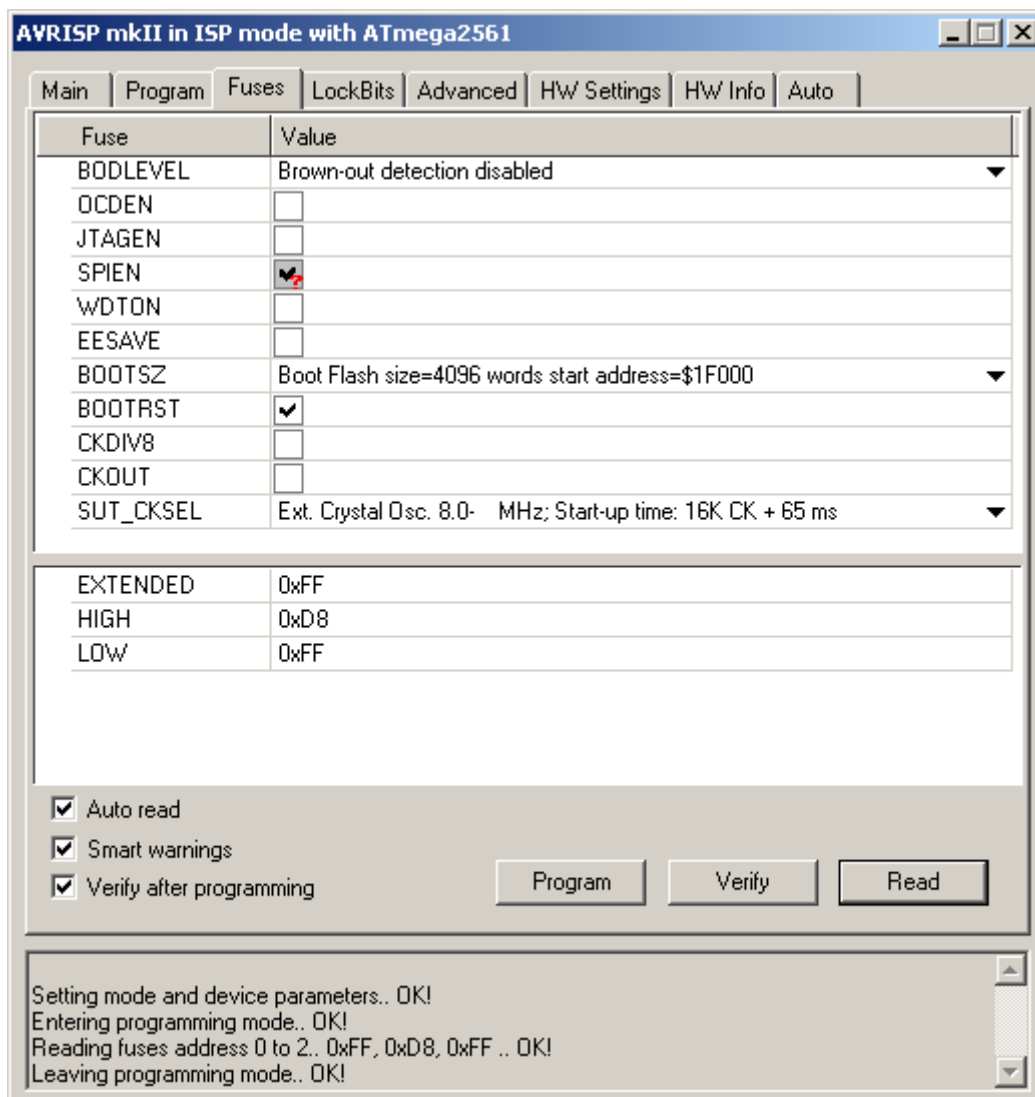 AVRISP mkII in ISP mode with ATmega2561
Main Program Fuses LockBits Advanced HW Settings HW Info Auto
Fuse Value
BODLEVEL Brown-out detection disabled
OCDEN
JTAGEN
SPIEN ?
WDTON
EESAVE
BOOTSZ Boot Flash size=4096 words start address=$1F000
BOOTRST
CKDIV8
CKOUT
SUT_CKSEL Ext. Crystal Osc. 8.0- MHz; Start-up time: 16K CK + 65 ms
EXTENDED 0xFF
HIGH 0xD8
LOW 0xFF
Auto read
Smart warnings
Verify after programming
Program Verify Read
Setting mode and device parameters.. OK!
Entering programming mode.. OK!
Reading fuses address 0 to 2.. 0xFF, 0xD8, 0xFF .. OK!
Leaving programming mode.. OK!